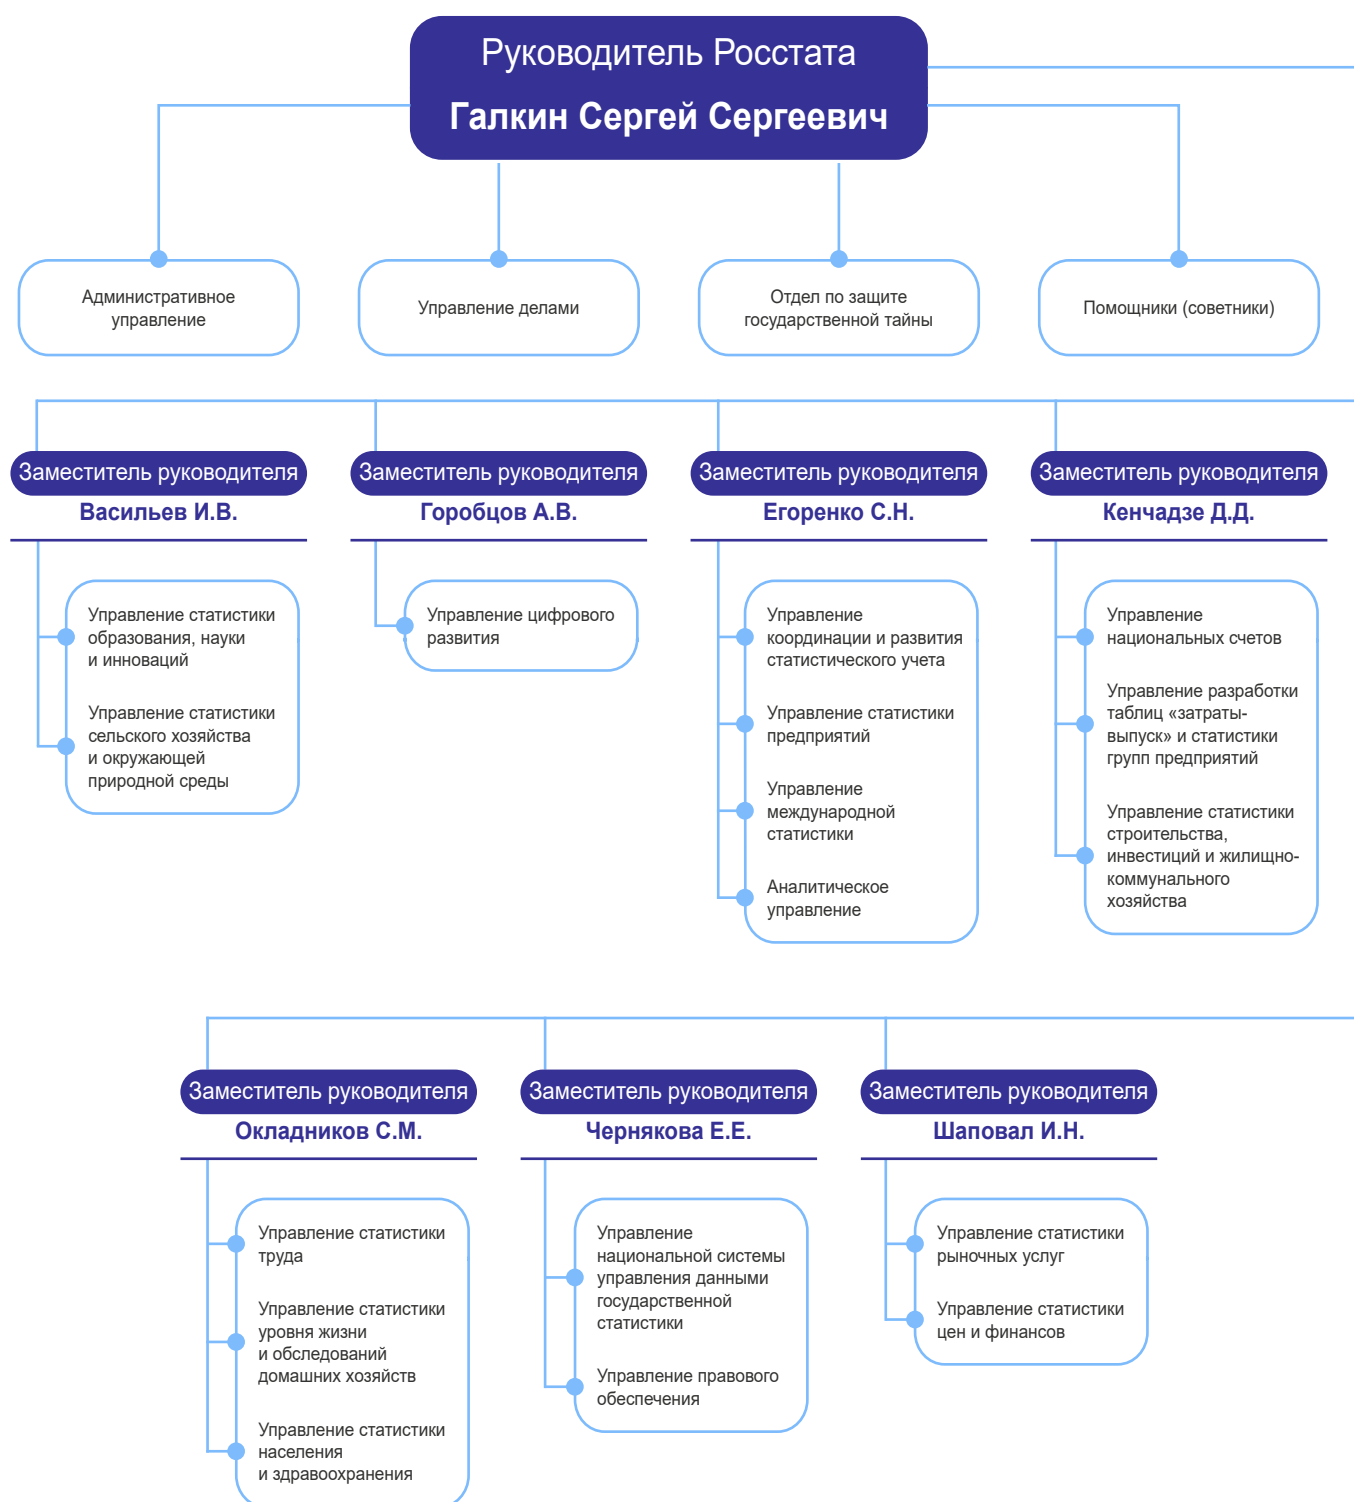 Руководитель Росстата
Галкин Сергей Сергеевич
Административное
управление
Управление делами
Отдел по защите
государственной тайны
Помощники (советники)
Заместитель руководителя
Васильев И.В.
Управление статистики
образования, науки
и инноваций
Управление статистики
сельского хозяйства
и окружающей
природной среды
Заместитель руководителя
Горобцов А.В.
Управление цифрового
развития
Заместитель руководителя
Егоренко С.Н.
Управление
координации и развития
статистического учета
Управление статистики
предприятий
Управление
международной
статистики
Аналитическое
управление
Заместитель руководителя
Кенчадзе Д.Д.
Управление
национальных счетов
Управление разработки
таблиц «затраты-
выпуск» и статистики
групп предприятий
Управление статистики
строительства,
инвестиций и жилищно-
коммунального
хозяйства
Заместитель руководителя
Окладников С.М.
Управление статистики
труда
Управление статистики
уровня жизни
и обследований
домашних хозяйств
Управление статистики
населения
и здравоохранения
Заместитель руководителя
Чернякова Е.Е.
Управление
национальной системы
управления данными
государственной
статистики
Управление правового
обеспечения
Заместитель руководителя
Шаповал И.Н.
Управление статистики
рыночных услуг
Управление статистики
цен и финансов